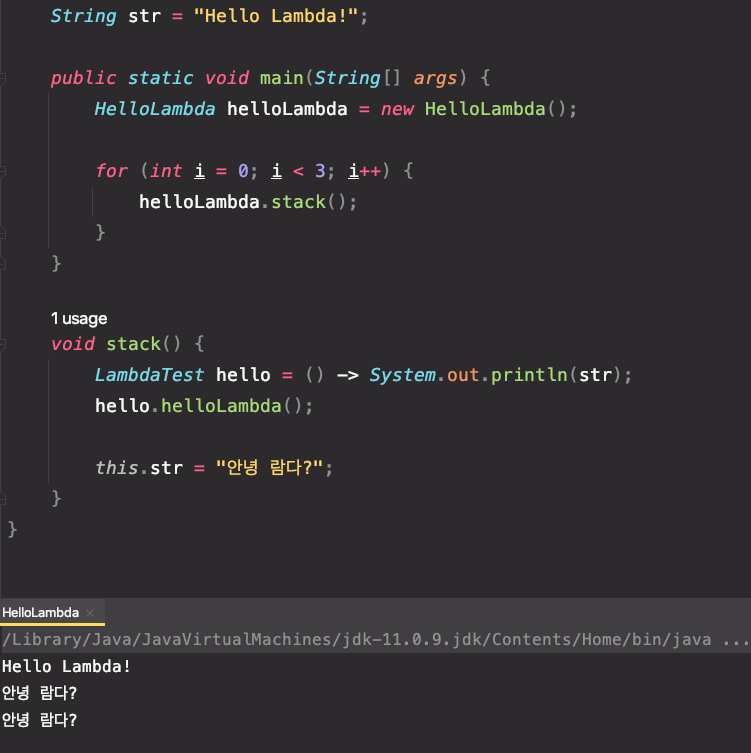 String str = "Hello Lambda!";
public static void main(String[] args) {
HelloLambda helloLambda = new HelloLambda();
for (int i = 0; i < 3; i++) {
helloLambda.stack();
}
}
1 usage
void stack() {
LambdaTest hello = () -> System.out.println(str);
hello.helloLambda();
this.str = "안녕 람다?";
}
}
HelloLambda ×
/Library/Java/JavaVirtualMachines/jdk-11.0.9.jdk/Contents/Home/bin/java ...
Hello Lambda!
안녕 람다?
안녕 람다?